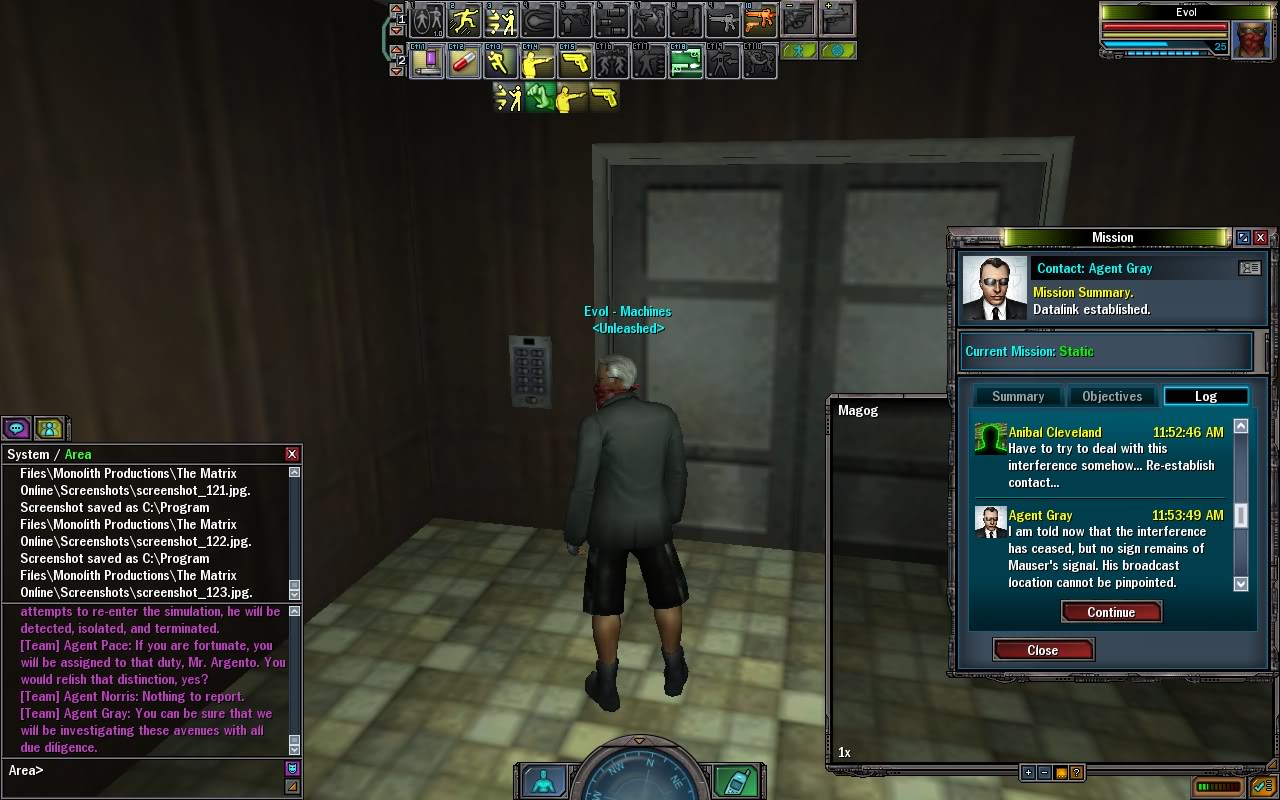 Evol
25
1
2
1.0
Evol - Machines
<Unleashed>
Mission
Contact: Agent Gray
Mission Summary.
Datalink established.
Current Mission: Static
Summary
Objectives
Log
Anibal Cleveland 11:52:46 AM
Have to try to deal with this
interference somehow... Re-establish
contact...
Agent Gray 11:53:49 AM
I am told now that the interference
has ceased, but no sign remains of
Mauser's signal. His broadcast
location cannot be pinpointed.
Continue
Close
Magog
1x
System / Area
Files\Monolith Productions\The Matrix
Online\Screenshots\screenshot_121.jpg.
Screenshot saved as C:\Program
Files\Monolith Productions\The Matrix
Online\Screenshots\screenshot_122.jpg.
Screenshot saved as C:\Program
Files\Monolith Productions\The Matrix
Online\Screenshots\screenshot_123.jpg.
attempts to re-enter the simulation, he will be
detected, isolated, and terminated.
[Team] Agent Pace: If you are fortunate, you
will be assigned to that duty, Mr. Argento. You
would relish that distinction, yes?
[Team] Agent Norris: Nothing to report.
[Team] Agent Gray: You can be sure that we
will be investigating these avenues with all
due diligence.
Area>
NW
N
NE
W